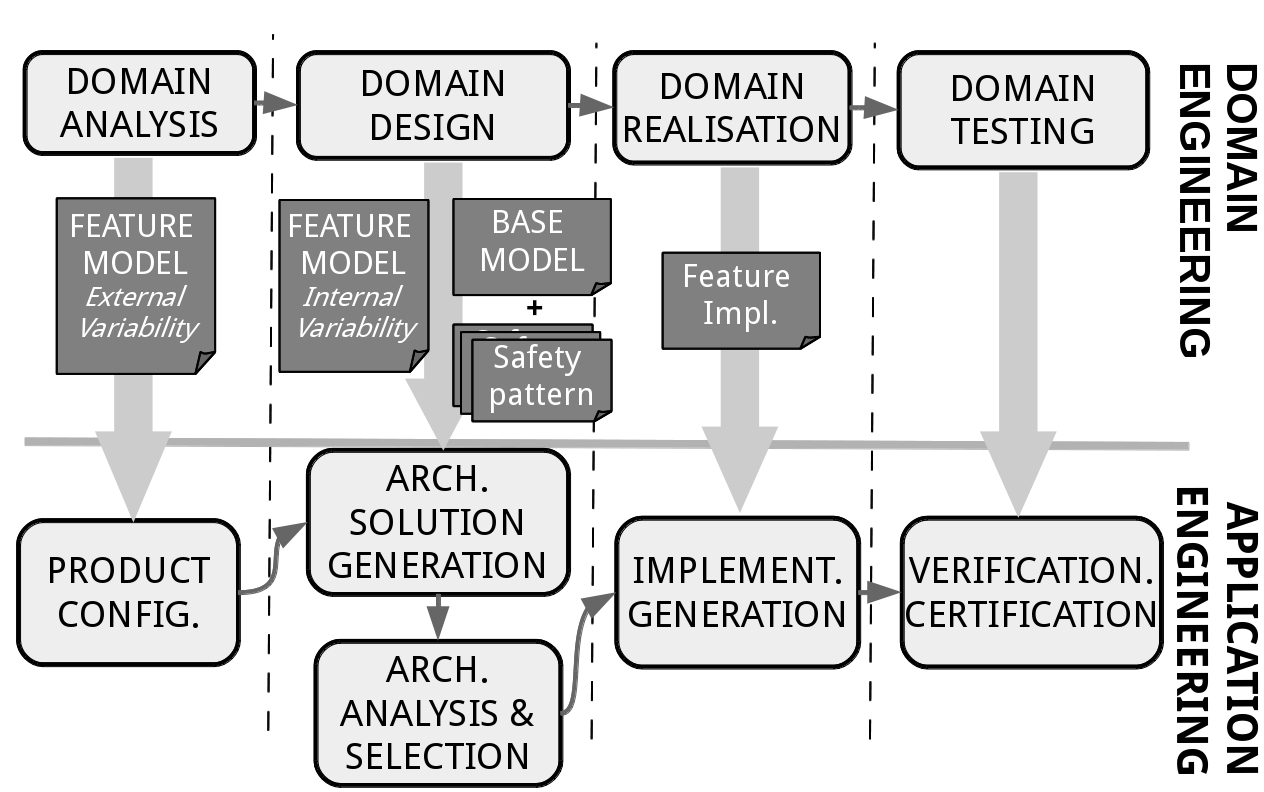 DOMAIN
ANALYSIS
DOMAIN
DESIGN
DOMAIN
REALISATION
DOMAIN
TESTING
DOMAIN
ENGINEERING
FEATURE
MODEL
External
Variability
FEATURE
MODEL
Internal
Variability
BASE
MODEL
+
Safety
pattern
Feature
Impl.
PRODUCT
CONFIG.
ARCH.
SOLUTION
GENERATION
ARCH.
ANALYSIS &
SELECTION
IMPLEMENT.
GENERATION
VERIFICATION.
CERTIFICATION
APPLICATION
ENGINEERING